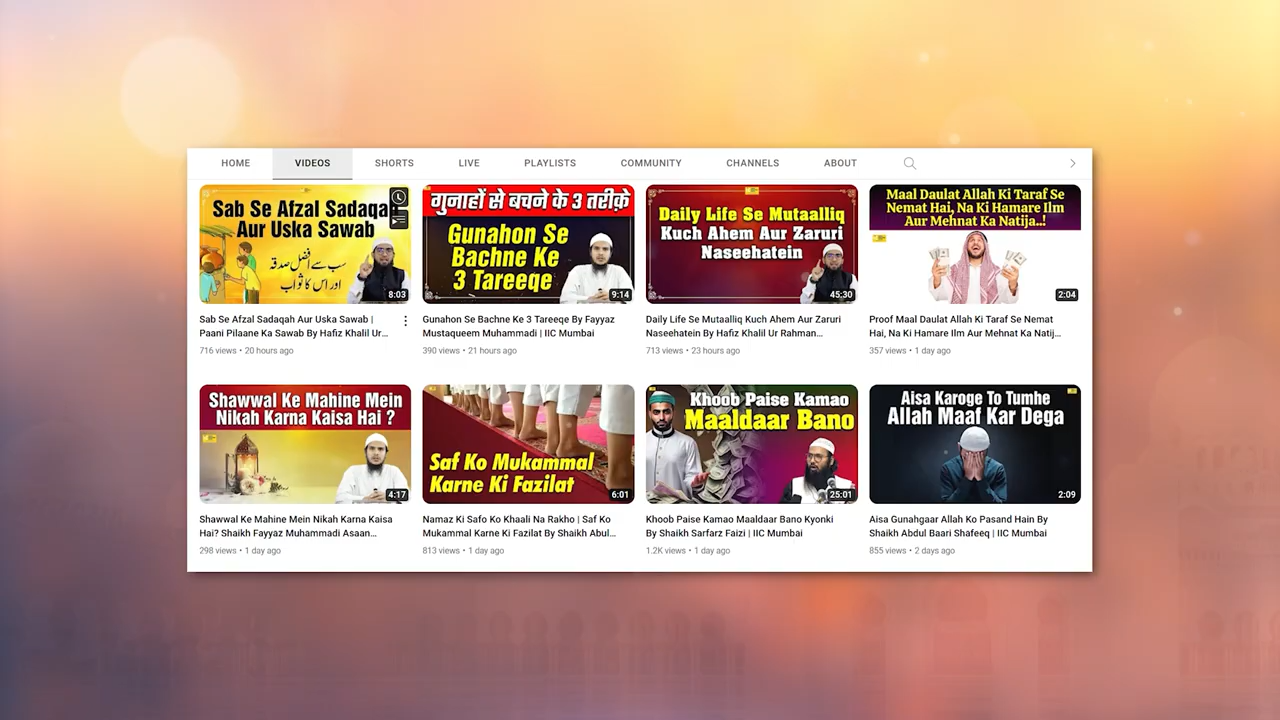 HOME
VIDEOS
SHORTS
LIVE
PLAYLISTS
COMMUNITY
CHANNELS
ABOUT
Sab Se Afzal Sadaqa
Aur Uska Sawab
سب سے افضل صدقہ
اور اس کا ثواب
8:03
Sab Se Afzal Sadaqah Aur Uska Sawab |
Paani Pilaane Ka Sawab By Hafiz Khalil Ur...
716 views • 20 hours ago
गुनाहों से बचने के 3 तरीक़े
Gunahon Se
Bachne Ke
3 Tareeqe
9:14
Gunahon Se Bachne Ke 3 Tareeqe By Fayyaz
Mustaqueem Muhammadi | IIC Mumbai
390 views • 21 hours ago
Daily Life Se Mutaalliq
Kuch Ahem Aur Zaruri
Naseehatein
45:30
Daily Life Se Mutaalliq Kuch Ahem Aur Zaruri
Naseehatein By Hafiz Khalil Ur Rahman...
713 views • 23 hours ago
Maal Daulat Allah Ki Taraf Se
Nemat Hai, Na Ki Hamare Ilm
Aur Mehnat Ka Natija..!
2:04
Proof Maal Daulat Allah Ki Taraf Se Nemat
Hai, Na Ki Hamare Ilm Aur Mehnat Ka Natij...
357 views • 1 day ago
Shawwal Ke Mahine Mein
Nikah Karna Kaisa Hai ?
4:17
Shawwal Ke Mahine Mein Nikah Karna Kaisa
Hai? Shaikh Fayyaz Muhammadi Asaan...
298 views • 1 day ago
Saf Ko Mukammal
Karne Ki Fazilat
6:01
Namaz Ki Safo Ko Khaali Na Rakho | Saf Ko
Mukammal Karne Ki Fazilat By Shaikh Abul...
813 views • 1 day ago
Khoob Paise Kamao
Maaldaar Bano
25:01
Khoob Paise Kamao Maaldaar Bano Kyonki
By Shaikh Sarfarz Faizi | IIC Mumbai
1.2K views • 1 day ago
Aisa Karoge To Tumhe
Allah Maaf Kar Dega
2:09
Aisa Gunahgaar Allah Ko Pasand Hain By
Shaikh Abdul Baari Shafeeq | IIC Mumbai
855 views • 2 days ago